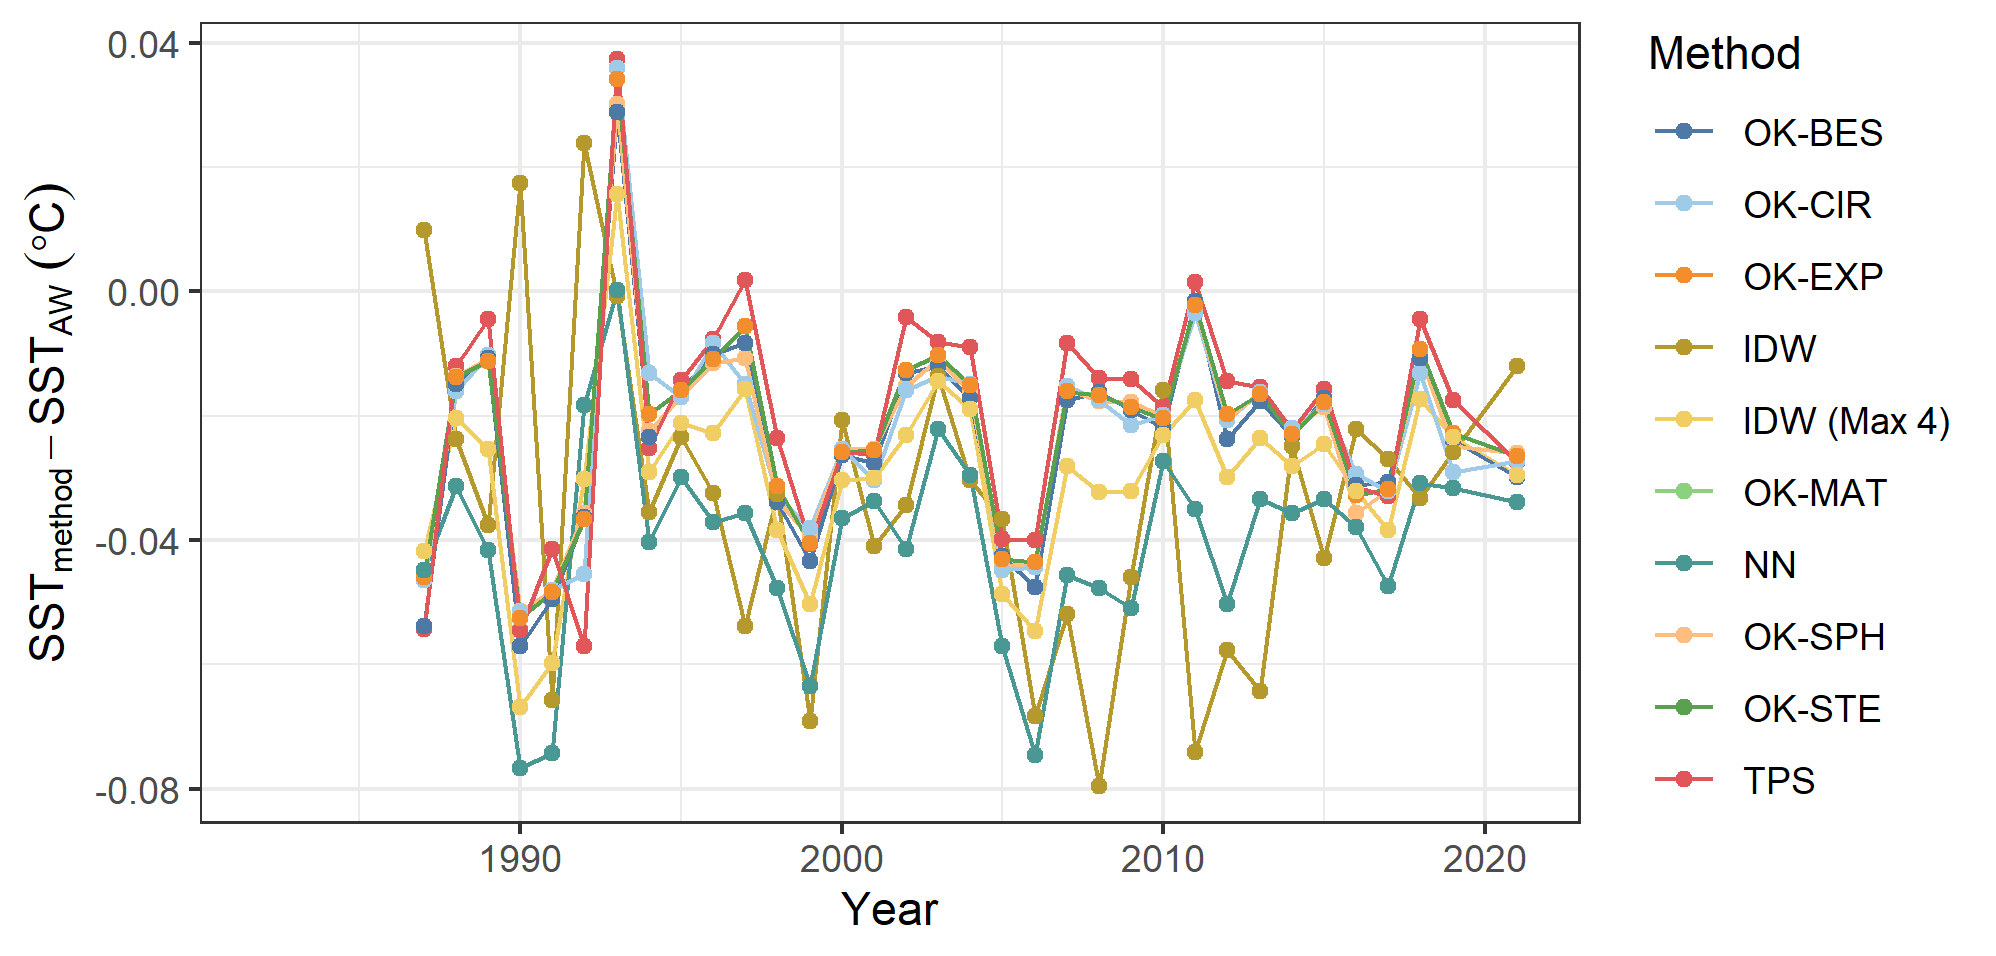 0.04
0.00
-0.04
-0.08
SSTmethod − SSTAW (°C)
1990 2000 2010 2020
Year
Method
OK-BES
OK-CIR
OK-EXP
IDW
IDW (Max 4)
OK-MAT
NN
OK-SPH
OK-STE
TPS